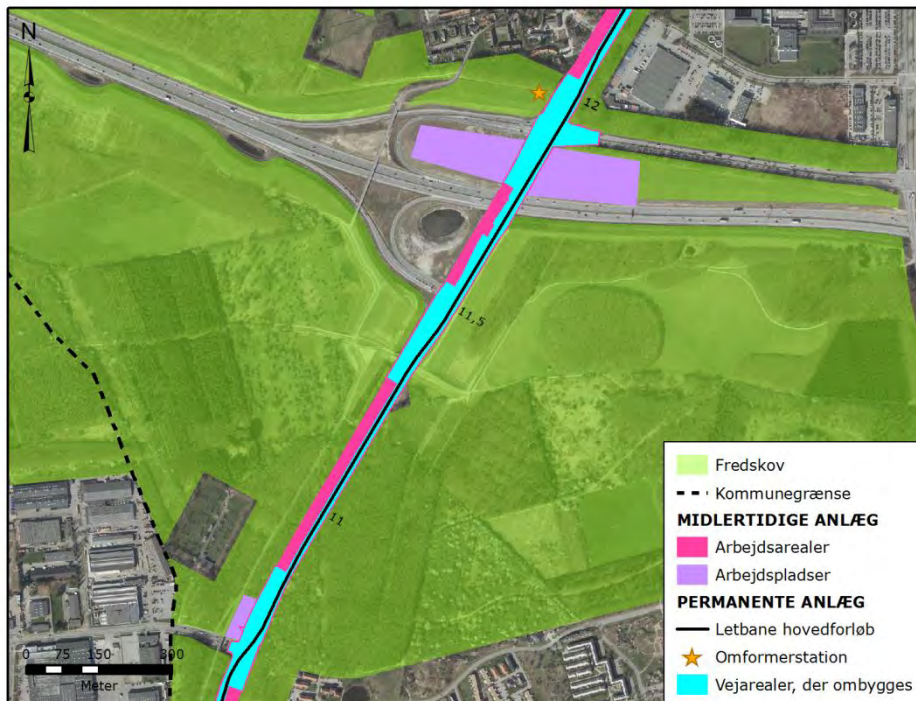 N
12
11,5
11
0 75 150 300
Meter
Fredskov
Kommunegrænse
MIDLERTIDIGE ANLÆG
Arbejdsarealer
Arbejdspladser
PERMANENTE ANLÆG
Letbane hovedforløb
Omformerstation
Vejarealer, der ombygges